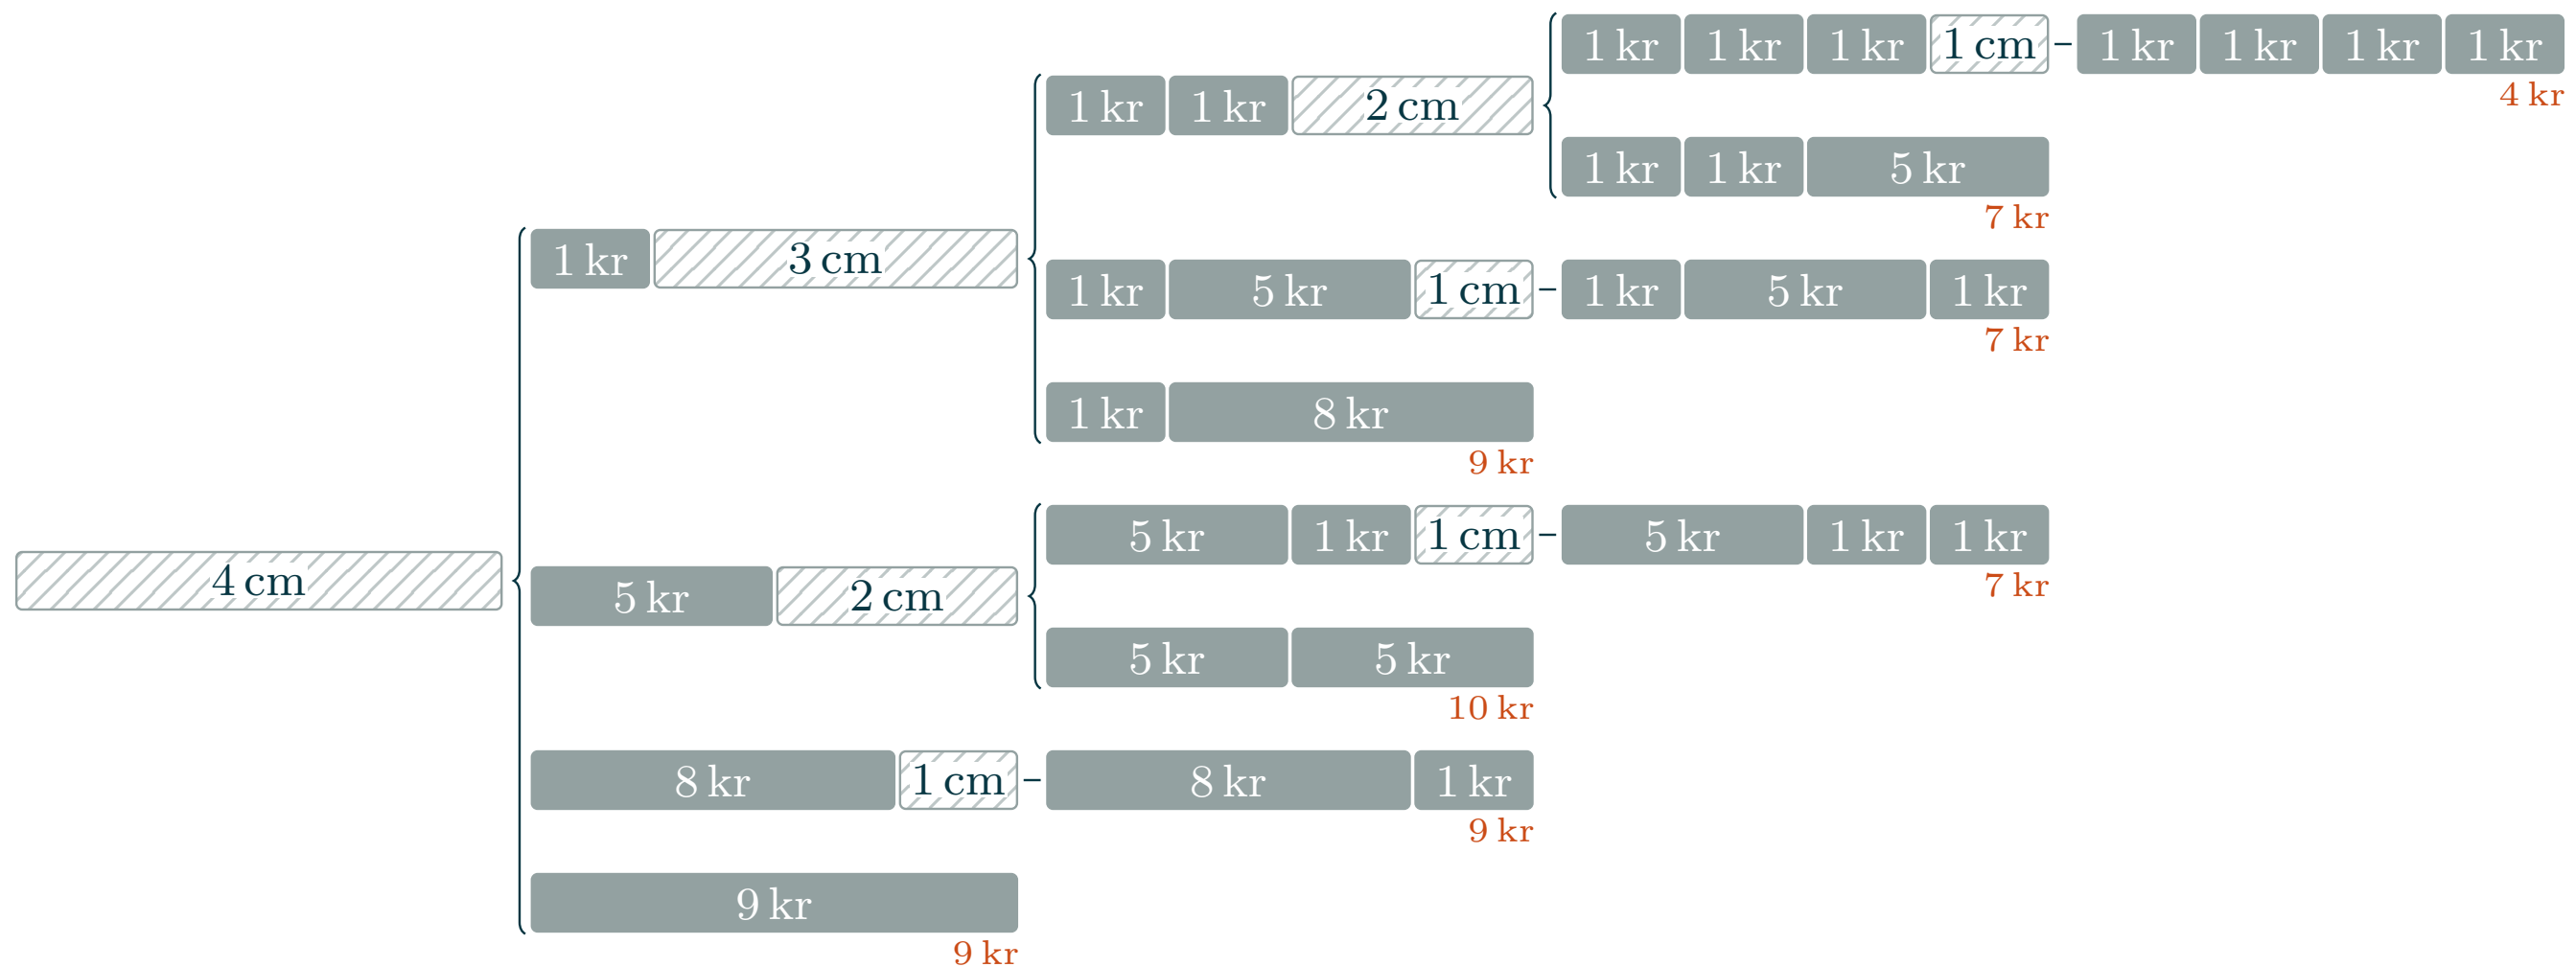 1 kr 1 kr 1 kr 1 cm 1 kr 1 kr 1 kr 1 kr
4 kr
1 kr 1 kr 2 cm
1 kr 1 kr 5 kr
7 kr
1 kr 3 cm
1 kr 5 kr 1 cm 1 kr 5 kr 1 kr
7 kr
1 kr 8 kr
9 kr
5 kr 1 kr 1 cm 5 kr 1 kr 1 kr
7 kr
4 cm
5 kr 2 cm
5 kr 5 kr
10 kr
8 kr 1 cm 8 kr 1 kr
9 kr
9 kr
9 kr